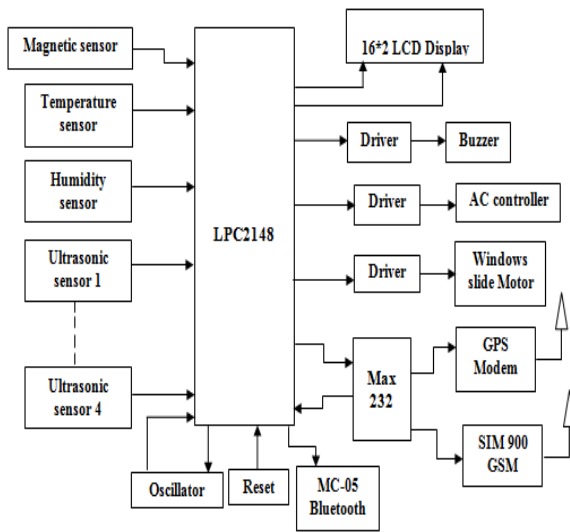 Magnetic sensor
16*2 LCD Display
Temperature
sensor
Driver
Buzzer
Humidity
sensor
LPC2148
Driver
AC controller
Ultrasonic
sensor 1
Driver
Windows
slide Motor
Max
232
GPS
Modem
Ultrasonic
sensor 4
SIM 900
GSM
Oscillator
Reset
MC-05
Bluetooth